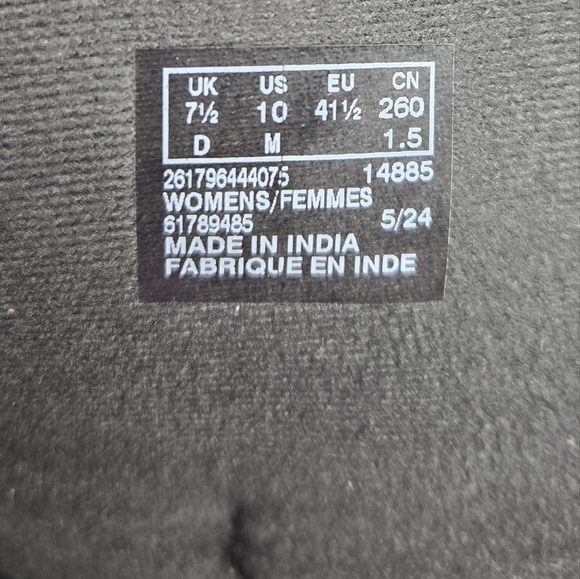 UK US EU CN
7½ 10 41½ 260
D M 1.5
261796444075 14885
WOMENS/FEMMES
61789485 5/24
MADE IN INDIA
FABRIQUE EN INDE